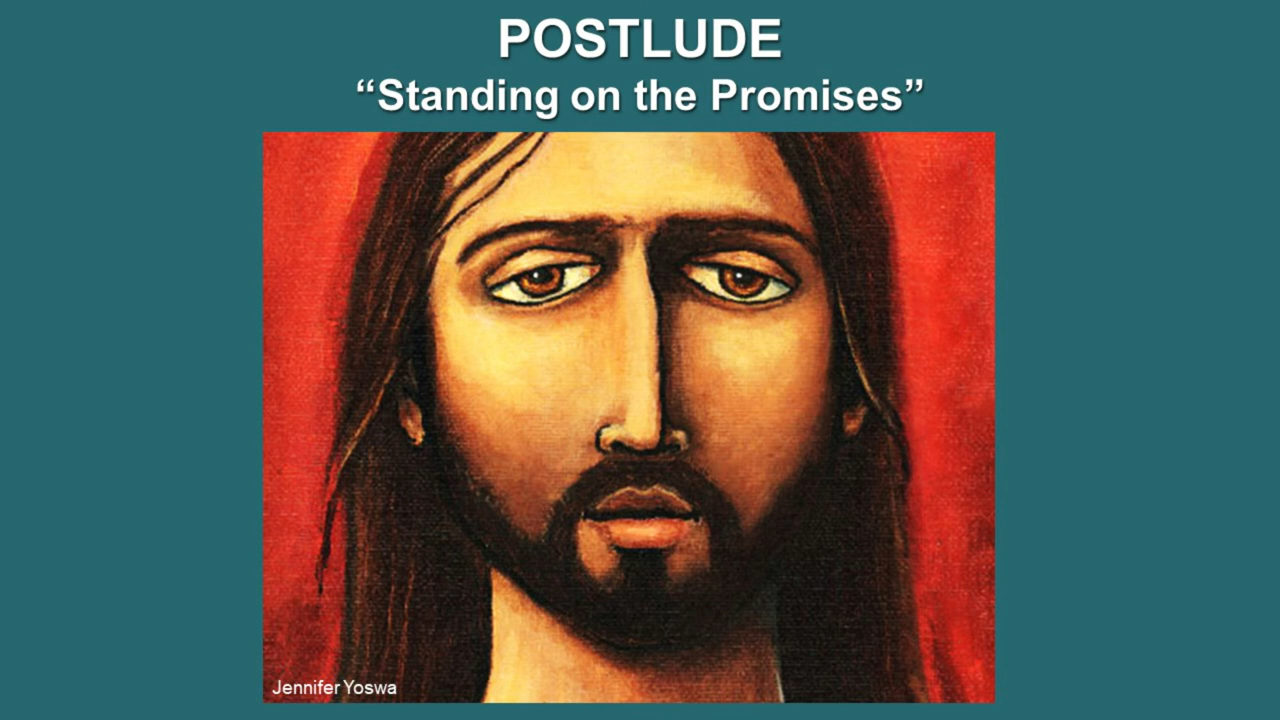 POSTLUDE
“Standing on the Promises”
Jennifer Yoswa